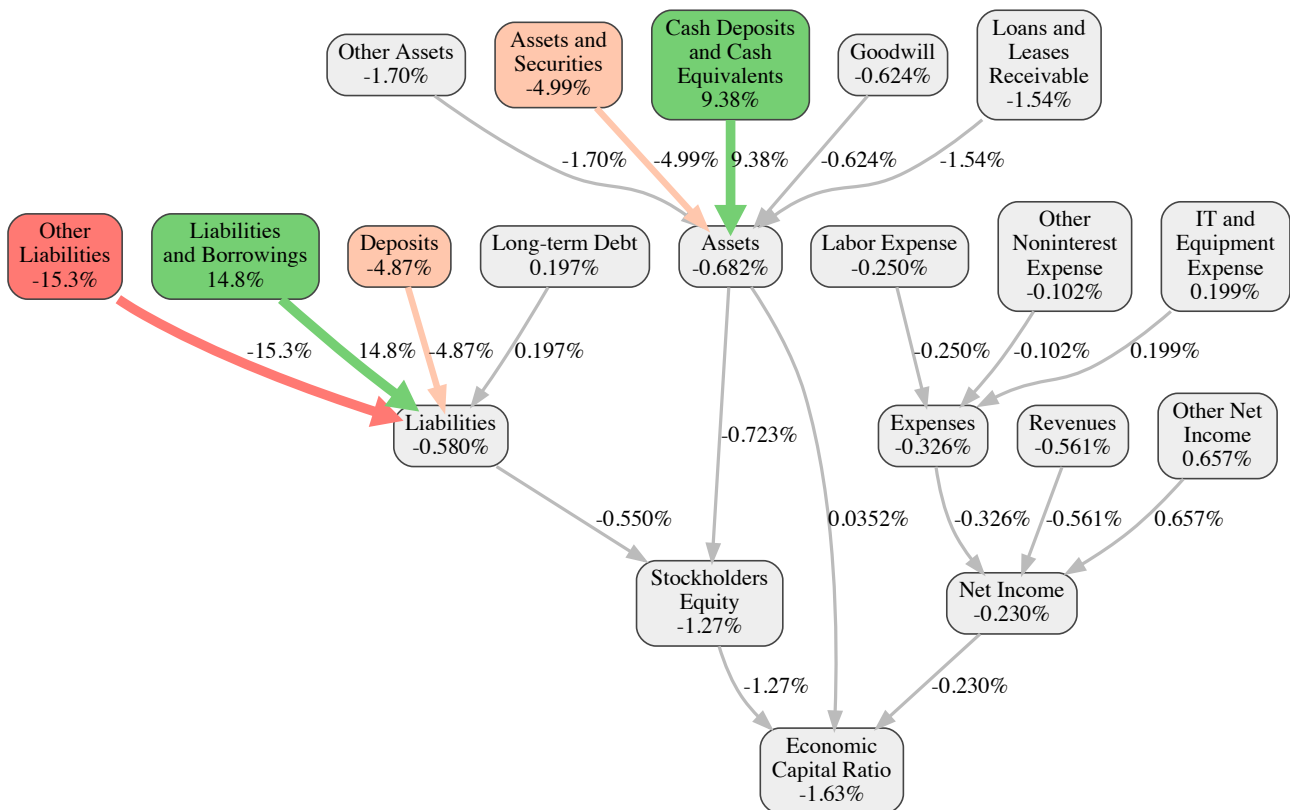 Other Assets
-1.70%
Assets and
Securities
-4.99%
Cash Deposits
and Cash
Equivalents
9.38%
Goodwill
-0.624%
Loans and
Leases
Receivable
-1.54%
-1.70%
-4.99%
9.38%
-0.624%
-1.54%
Other
Liabilities
-15.3%
Liabilities
and Borrowings
14.8%
Deposits
-4.87%
Long-term Debt
0.197%
Assets
-0.682%
Labor Expense
-0.250%
Other
Noninterest
Expense
-0.102%
IT and
Equipment
Expense
0.199%
-15.3%
14.8%
-4.87%
0.197%
-0.250%
-0.102%
0.199%
Liabilities
-0.580%
-0.723%
Expenses
-0.326%
Revenues
-0.561%
Other Net
Income
0.657%
-0.550%
0.0352%
-0.326%
-0.561%
0.657%
Stockholders
Equity
-1.27%
Net Income
-0.230%
-1.27%
-0.230%
Economic
Capital Ratio
-1.63%